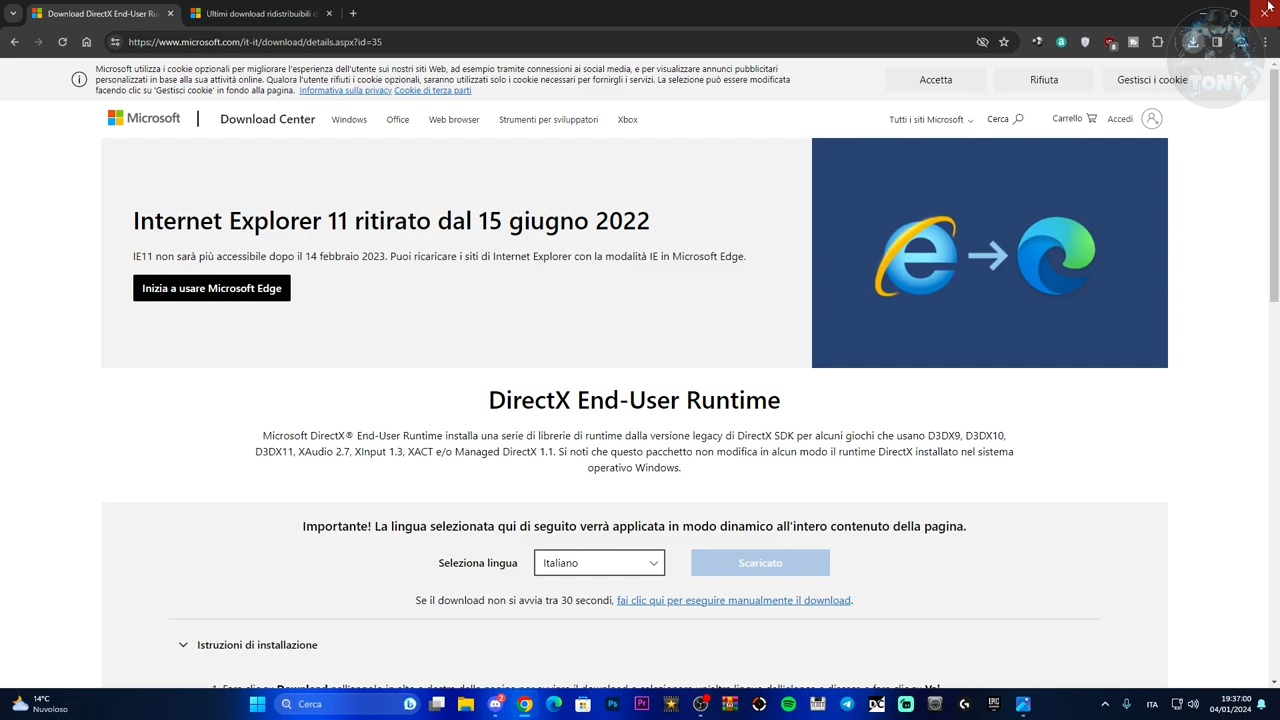 Download DirectX End-User Ru
Ultimi download ridistribuibili d
https://www.microsoft.com/it-it/download/details.aspx?id=35
Microsoft utilizza i cookie opzionali per migliorare l'esperienza dell'utente sui nostri siti Web, ad esempio tramite connessioni ai social media, e per visualizzare annunci pubblicitari
personalizzati in base alla sua attività online. Qualora l'utente rifiuti i cookie opzionali, saranno utilizzati solo i cookie necessari per fornirgli i servizi. La selezione può essere modificata
facendo clic su 'Gestisci cookie' in fondo alla pagina. Informativa sulla privacy Cookie di terze parti
Accetta
Rifiuta
Gestisci i cookie
TONY
Microsoft
Download Center
Windows
Office
Web browser
Strumenti per sviluppatori
Xbox
Tutti i siti Microsoft
Cerca
Carrello
Accedi
Internet Explorer 11 ritirato dal 15 giugno 2022
IE11 non sarà più accessibile dopo il 14 febbraio 2023. Puoi ricaricare i siti di Internet Explorer con la modalità IE in Microsoft Edge.
Inizia a usare Microsoft Edge
DirectX End-User Runtime
Microsoft DirectX® End-User Runtime installa una serie di librerie di runtime dalla versione legacy di DirectX SDK per alcuni giochi che usano D3DX9, D3DX10,
D3DX11, XAudio 2.7, XInput 1.3, XACT e/o Managed DirectX 1.1. Si noti che questo pacchetto non modifica in alcun modo il runtime DirectX installato nel sistema
operativo Windows.
Importante! La lingua selezionata qui di seguito verrà applicata in modo dinamico all'intero contenuto della pagina.
Seleziona lingua
Italiano
Scaricato
Se il download non si avvia tra 30 secondi, fai clic qui per eseguire manualmente il download.
Istruzioni di installazione
14°C
Nuvoloso
Cerca
2
Ps
Pr
DC
EPIC
ITA
19:37:00
04/01/2024